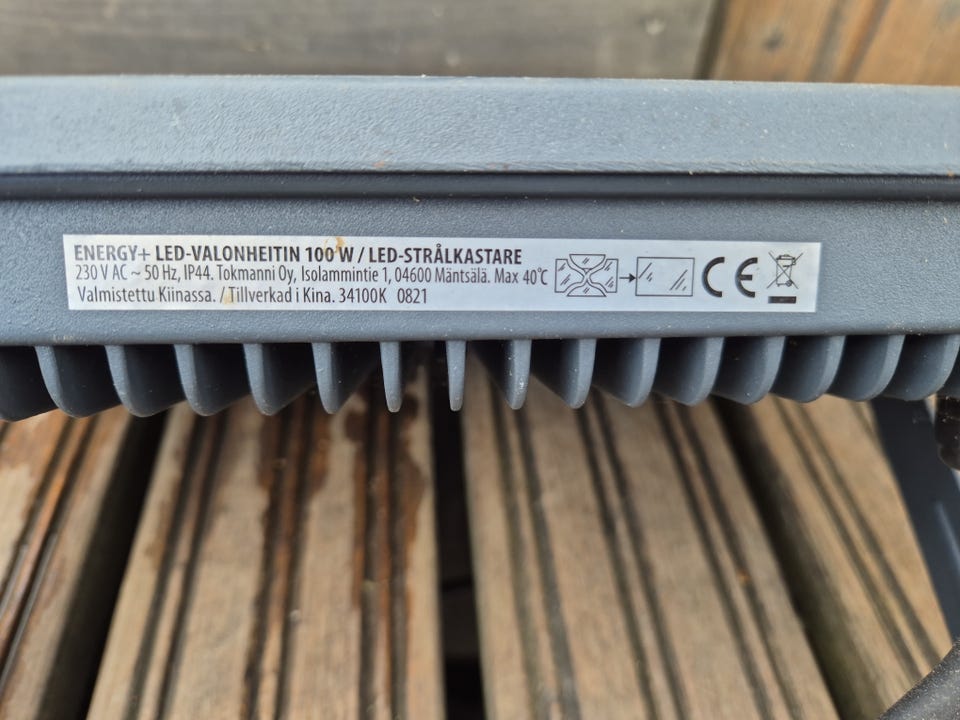 ENERGY+ LED-VALONHEITIN 100 W / LED-STRÅLKASTARE
230 V AC ~ 50 Hz, IP44. Tokmanni Oy, Isolammintie 1, 04600 Mäntsälä. Max 40°C
Valmistettu Kiinassa. / Tillverkad i Kina. 34100K 0821
CE